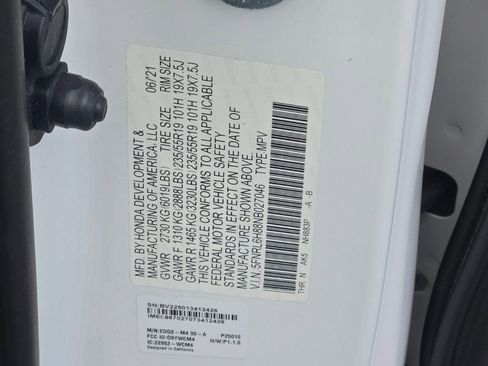 MFD. BY HONDA DEVELOPMENT &
MANUFACTURING OF AMERICA, LLC 06/21
GVWR 2730 KG (6019LBS) TIRE SIZE RIM SIZE
GAWR F 1310 KG (2888LBS) 235/55R19 101H 19X7.5J
GAWR R 1465 KG (3230LBS) 235/55R19 101H 19X7.5J
THIS VEHICLE CONFORMS TO ALL APPLICABLE
FEDERAL MOTOR VEHICLE SAFETY
STANDARDS IN EFFECT ON THE DATE OF
MANUFACTURE SHOWN ABOVE.
V.I.N. 5FNRL6H88NB027046 TYPE MPV
THR N AK5 NH883P -A -B
SN:BV225013412426
IMEI:867027073412426
M/N:EDGE-M4 00-A P25010
FCC ID:O9YWCM4
IC:22952-WCM4 H/W:P1.1.0
Designed in California